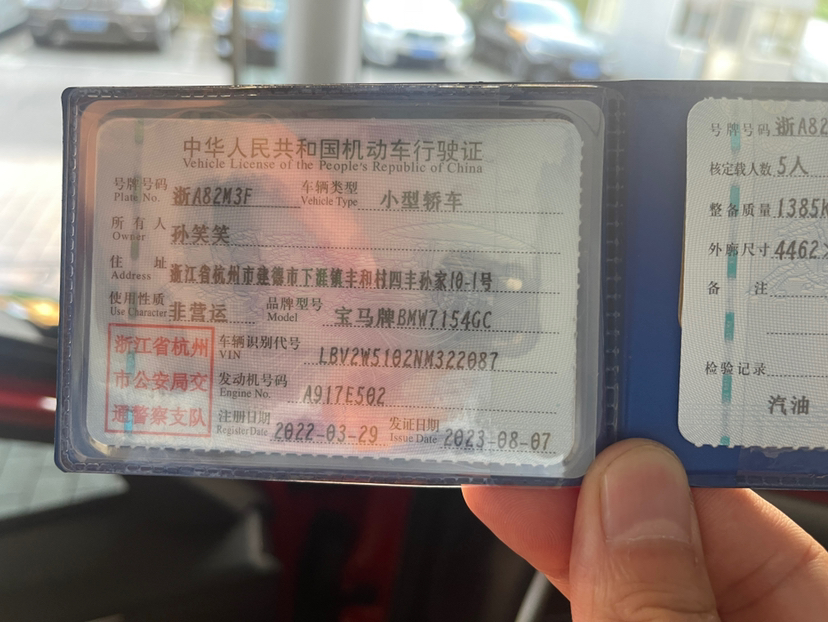 中华人民共和国机动车行驶证
Vehicle License of the People's Republic of China
号牌号码 浙A82M3F 车辆类型 小型轿车
Plate No. Vehicle Type
所有人 孙笑笑
Owner
住址 浙江省杭州市建德市下涯镇丰和村四丰孙家10-1号
Address
使用性质 非营运 品牌型号 宝马牌BMW7154GC
Use Character Model
浙江省杭州
市公安局交
通警察支队
车辆识别代号 LBV2W5102NM322087
VIN
发动机号码 A917E502
Engine No.
注册日期 2022-03-29 发证日期 2023-08-07
Register Date Issue Date
号牌号码 浙A82
核定载人数 5人
整备质量 1385k
外廓尺寸 4462×
备注
检验记录
汽油